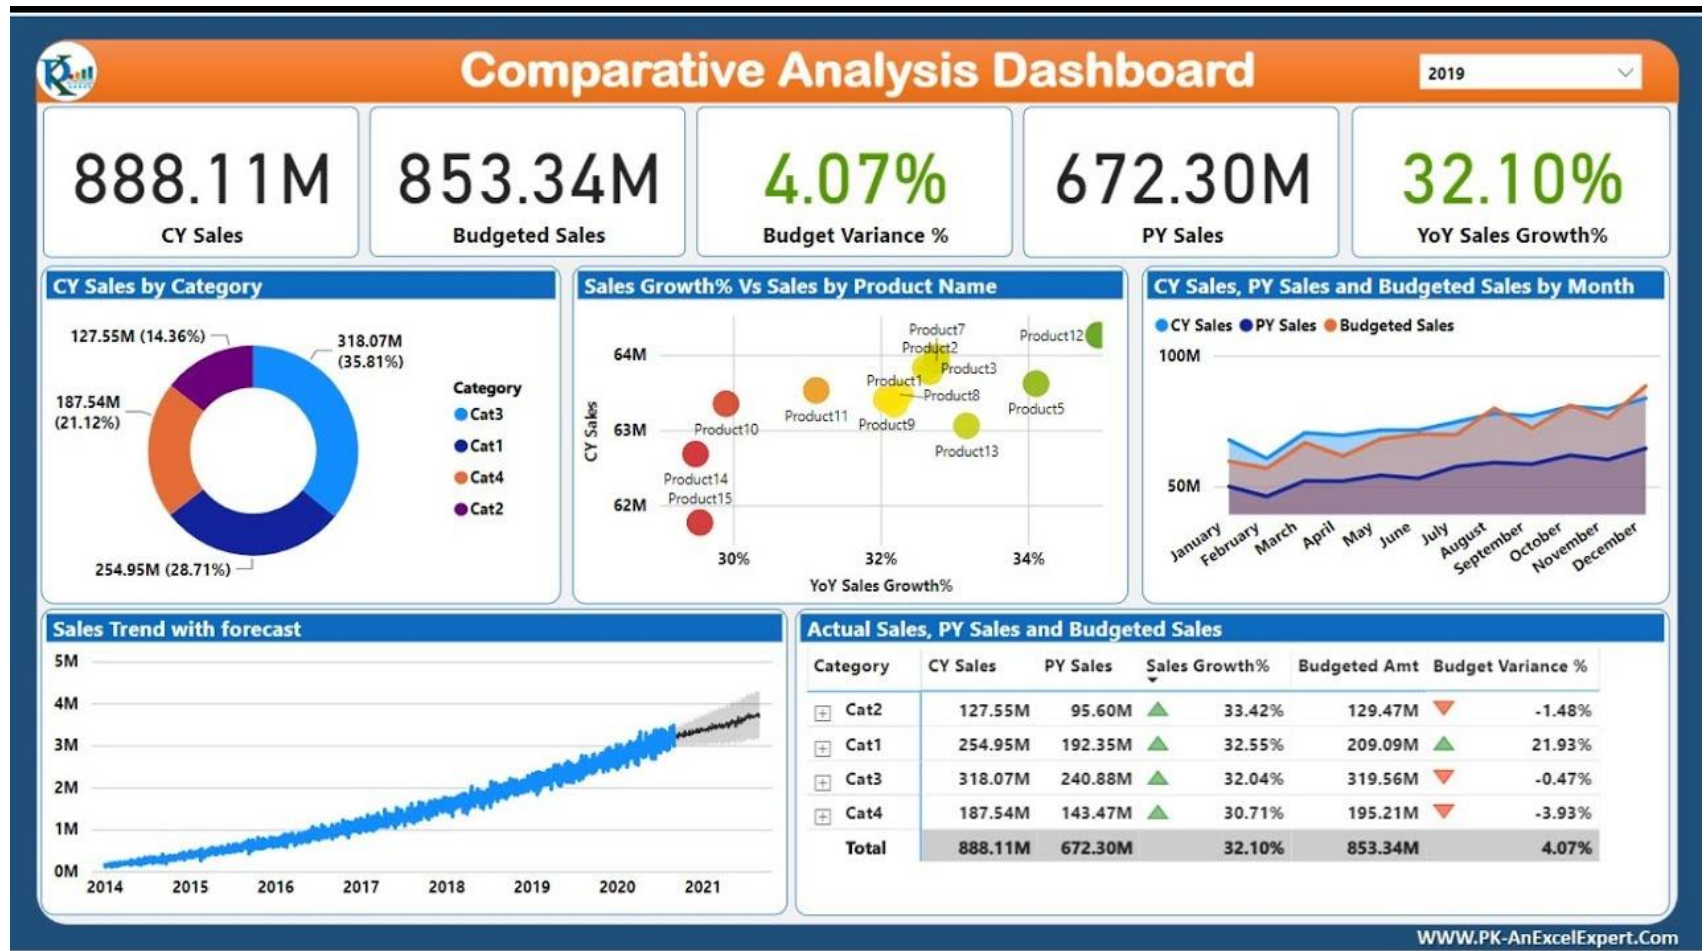 Comparative Analysis Dashboard
2019
888.11M
CY Sales
853.34M
Budgeted Sales
4.07%
Budget Variance %
672.30M
PY Sales
32.10%
YoY Sales Growth%
CY Sales by Category
127.55M (14.36%)
318.07M
(35.81%)
187.54M
(21.12%)
254.95M (28.71%)
Category
Cat3
Cat1
Cat4
Cat2
Sales Growth% Vs Sales by Product Name
CY Sales
64M
63M
62M
Product7
Product2
Product12
Product3
Product1
Product8
Product5
Product11
Product9
Product10
Product13
Product14
Product15
30% 32% 34%
YoY Sales Growth%
CY Sales, PY Sales and Budgeted Sales by Month
CY Sales PY Sales Budgeted Sales
100M
50M
January February March April May June July August September October November December
Sales Trend with forecast
5M
4M
3M
2M
1M
0M
2014 2015 2016 2017 2018 2019 2020 2021
Actual Sales, PY Sales and Budgeted Sales
Category CY Sales PY Sales Sales Growth% Budgeted Amt Budget Variance %
Cat2 127.55M 95.60M 33.42% 129.47M -1.48%
Cat1 254.95M 192.35M 32.55% 209.09M 21.93%
Cat3 318.07M 240.88M 32.04% 319.56M -0.47%
Cat4 187.54M 143.47M 30.71% 195.21M -3.93%
Total 888.11M 672.30M 32.10% 853.34M 4.07%
WWW.PK-AnExcelExpert.Com